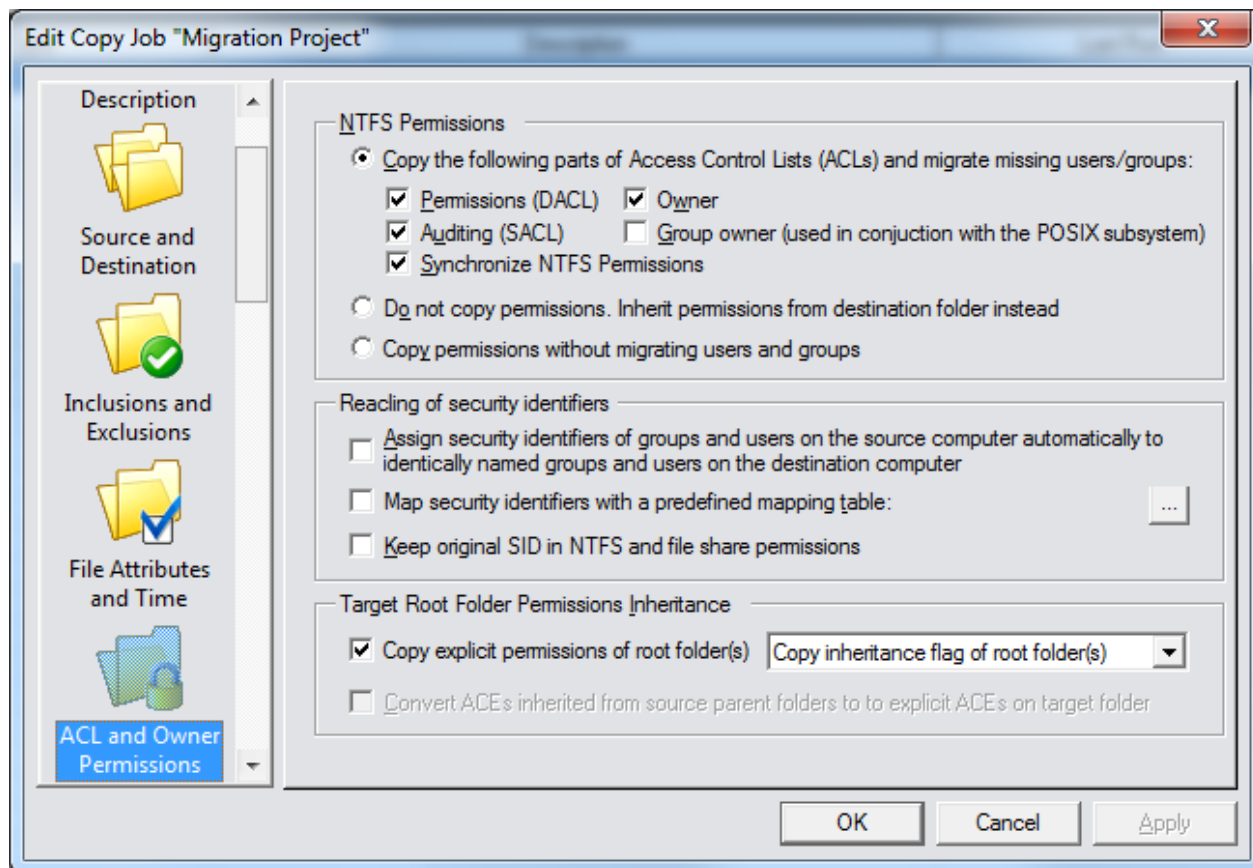 Edit Copy Job "Migration Project"
Description
Description
Source and
Destination
Inclusions and
Exclusions
File Attributes
and Time
ACL and Owner
Permissions
NTFS Permissions
Copy the following parts of Access Control Lists (ACLs) and migrate missing users/groups:
Permissions (DACL) Owner
Auditing (SACL) Group owner (used in conjuction with the POSIX subsystem)
Synchronize NTFS Permissions
Do not copy permissions. Inherit permissions from destination folder instead
Copy permissions without migrating users and groups
Reacling of security identifiers
Assign security identifiers of groups and users on the source computer automatically to
identically named groups and users on the destination computer
Map security identifiers with a predefined mapping table:
...
Keep original SID in NTFS and file share permissions
Target Root Folder Permissions Inheritance
Copy explicit permissions of root folder(s) Copy inheritance flag of root folder(s)
Convert ACEs inherited from source parent folders to to explicit ACEs on target folder
OK Cancel Apply